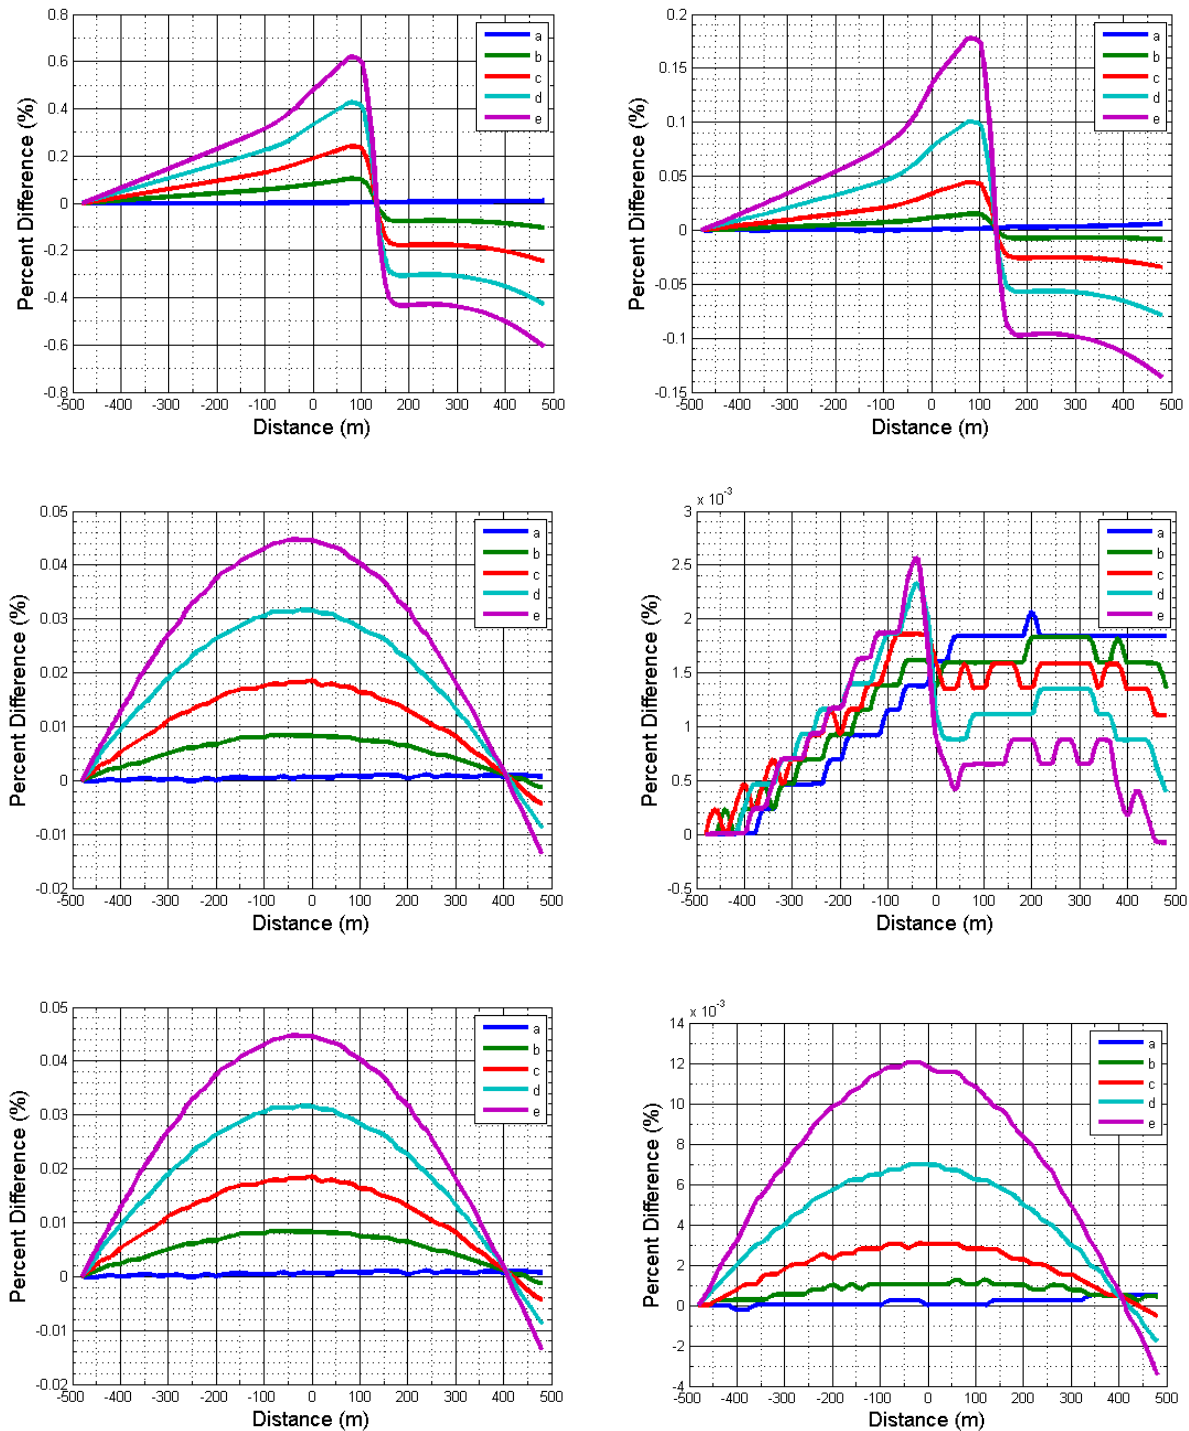 0.8
0.6
0.4
0.2
0
-0.2
-0.4
-0.6
-0.8
Percent Difference (%)
-500 -400 -300 -200 -100 0 100 200 300 400 500
Distance (m)
a
b
c
d
e
0.2
0.15
0.1
0.05
0
-0.05
-0.1
-0.15
Percent Difference (%)
-500 -400 -300 -200 -100 0 100 200 300 400 500
Distance (m)
a
b
c
d
e
0.05
0.04
0.03
0.02
0.01
0
-0.01
-0.02
Percent Difference (%)
-500 -400 -300 -200 -100 0 100 200 300 400 500
Distance (m)
a
b
c
d
e
x 10-3
3
2.5
2
1.5
1
0.5
0
-0.5
Percent Difference (%)
-500 -400 -300 -200 -100 0 100 200 300 400 500
Distance (m)
a
b
c
d
e
0.05
0.04
0.03
0.02
0.01
0
-0.01
-0.02
Percent Difference (%)
-500 -400 -300 -200 -100 0 100 200 300 400 500
Distance (m)
a
b
c
d
e
x 10-3
14
12
10
8
6
4
2
0
-2
-4
Percent Difference (%)
-500 -400 -300 -200 -100 0 100 200 300 400 500
Distance (m)
a
b
c
d
e